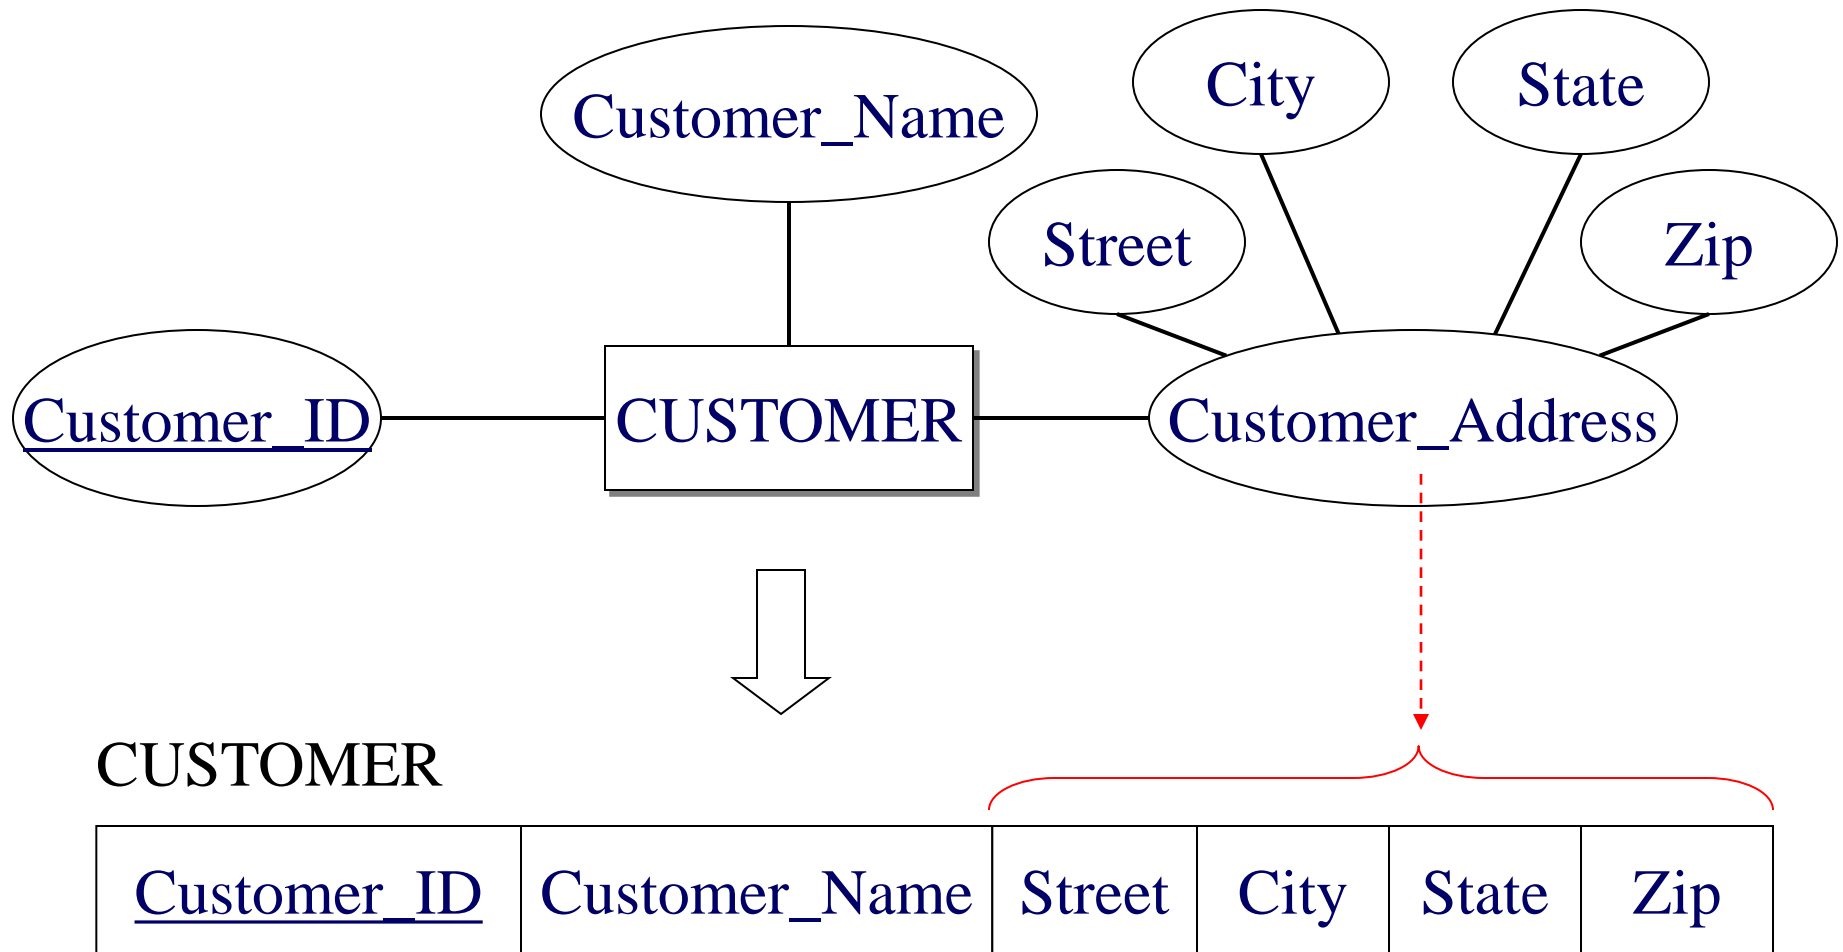 City
State
Customer_Name
Street
Zip
Customer_ID
CUSTOMER
Customer_Address
CUSTOMER
Customer_ID
Customer_Name
Street
City
State
Zip